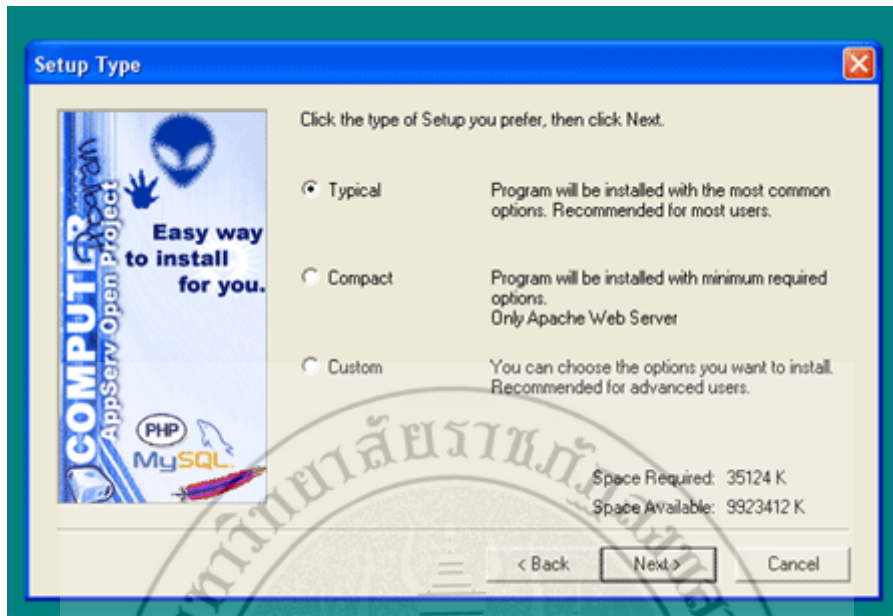 Setup Type
Click the type of Setup you prefer, then click Next.
Typical
Program will be installed with the most common
options. Recommended for most users.
Compact
Program will be installed with minimum required
options.
Only Apache Web Server
Custom
You can choose the options you want to install.
Recommended for advanced users.
Space Required: 35124 K
Space Available: 9923412 K
< Back
Next >
Cancel
COMPUTER
Program
AppServ Open Project
Easy way
to install
for you.
PHP
MySQL